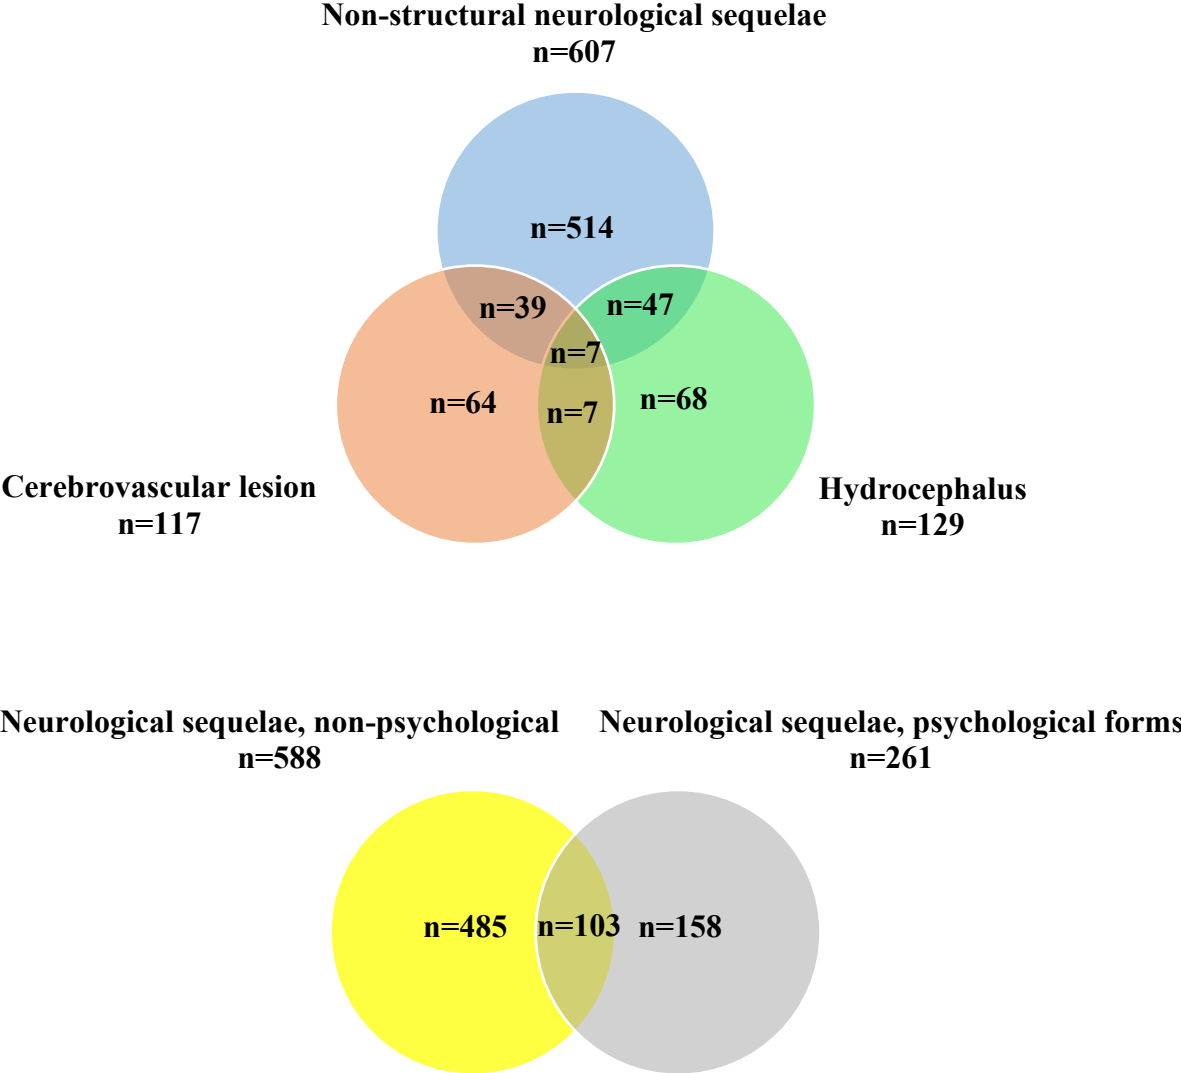 Non-structural neurological sequelae
n=607
n=514
n=39
n=47
n=7
n=64
n=7
n=68
Cerebrovascular lesion
n=117
Hydrocephalus
n=129
Neurological sequelae, non-psychological
n=588
Neurological sequelae, psychological forms
n=261
n=485
n=103
n=158